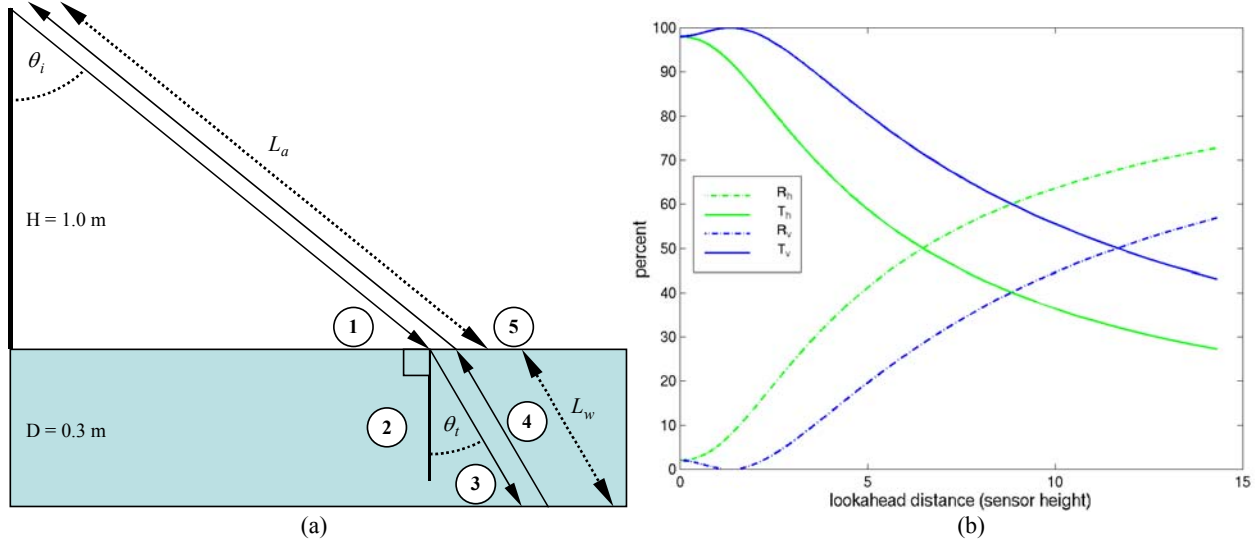 θi
La
H = 1.0 m
1
5
2
θt
4
Lw
D = 0.3 m
3
(a)
100
90
80
70
60
50
40
30
20
10
0
percent
Rh
Th
Rv
Tv
0
5
10
15
lookahead distance (sensor height)
(b)